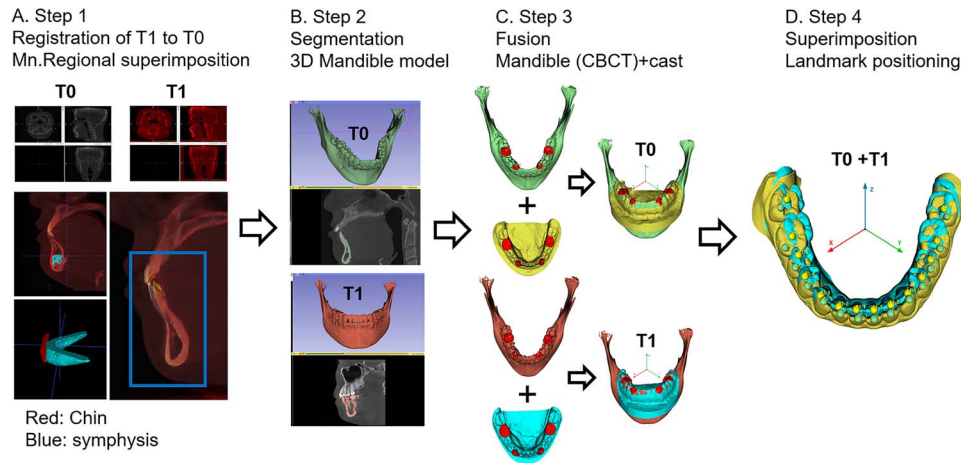 A. Step 1
Registration of T1 to T0
Mn.Regional superimposition
T0
T1
Red: Chin
Blue: symphysis
B. Step 2
Segmentation
3D Mandible model
T0
T1
C. Step 3
Fusion
Mandible (CBCT)+cast
T0
+
T1
+
D. Step 4
Superimposition
Landmark positioning
T0 +T1
Z
X
Y